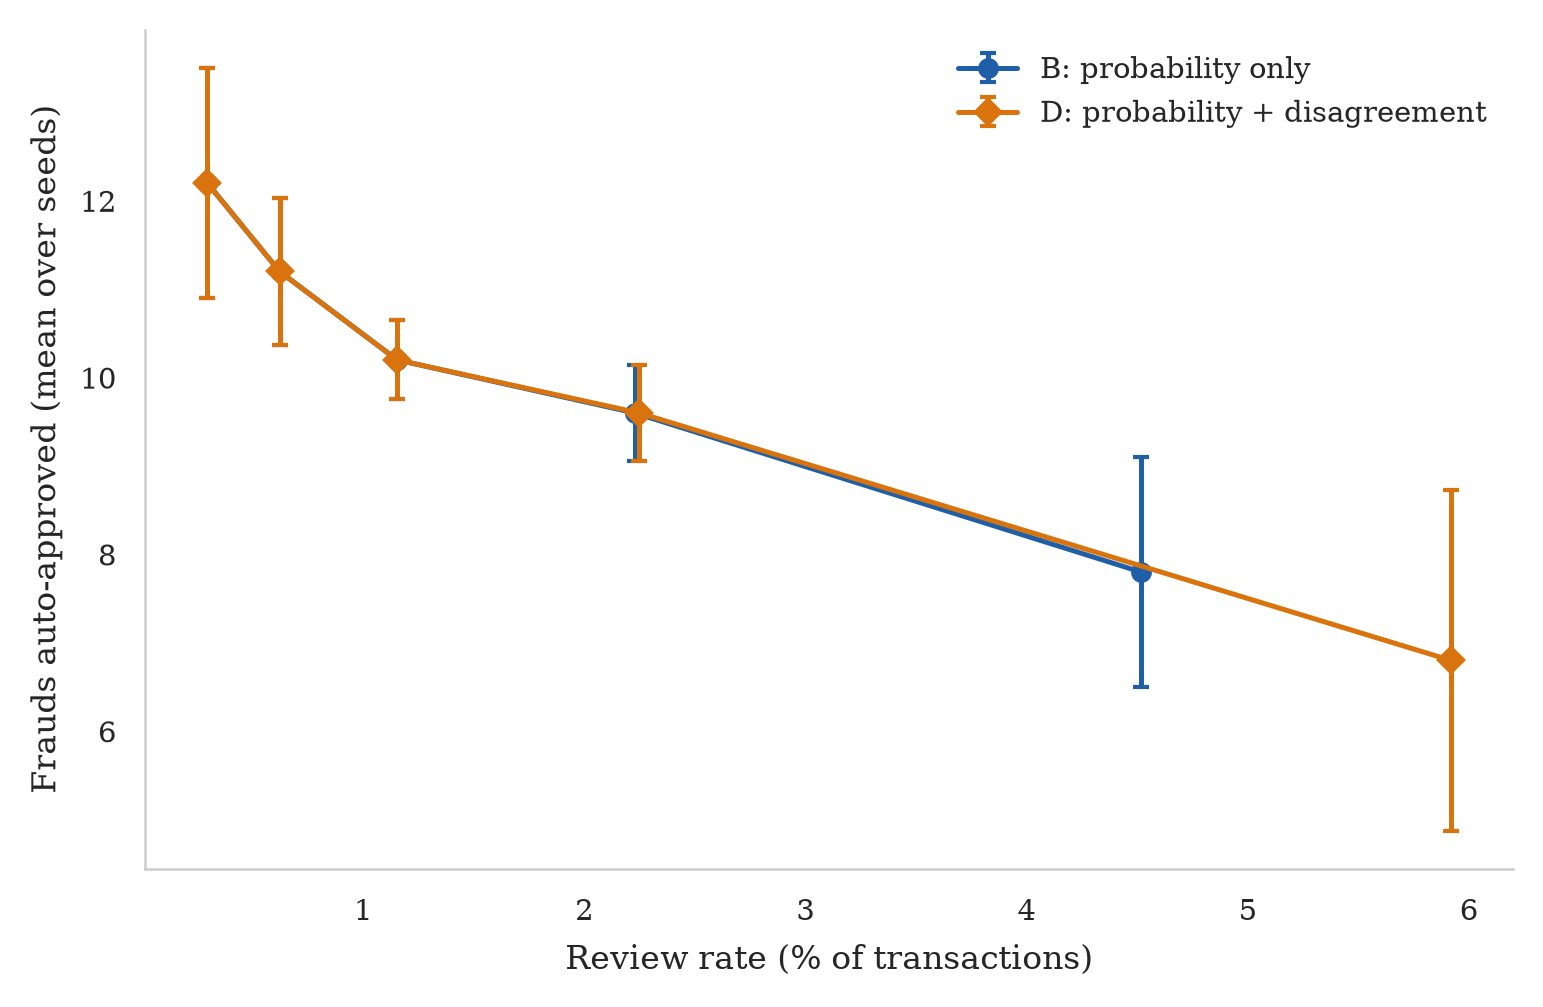 B: probability only
D: probability + disagreement
Frauds auto-approved (mean over seeds)
12
10
8
6
1 2 3 4 5 6
Review rate (% of transactions)